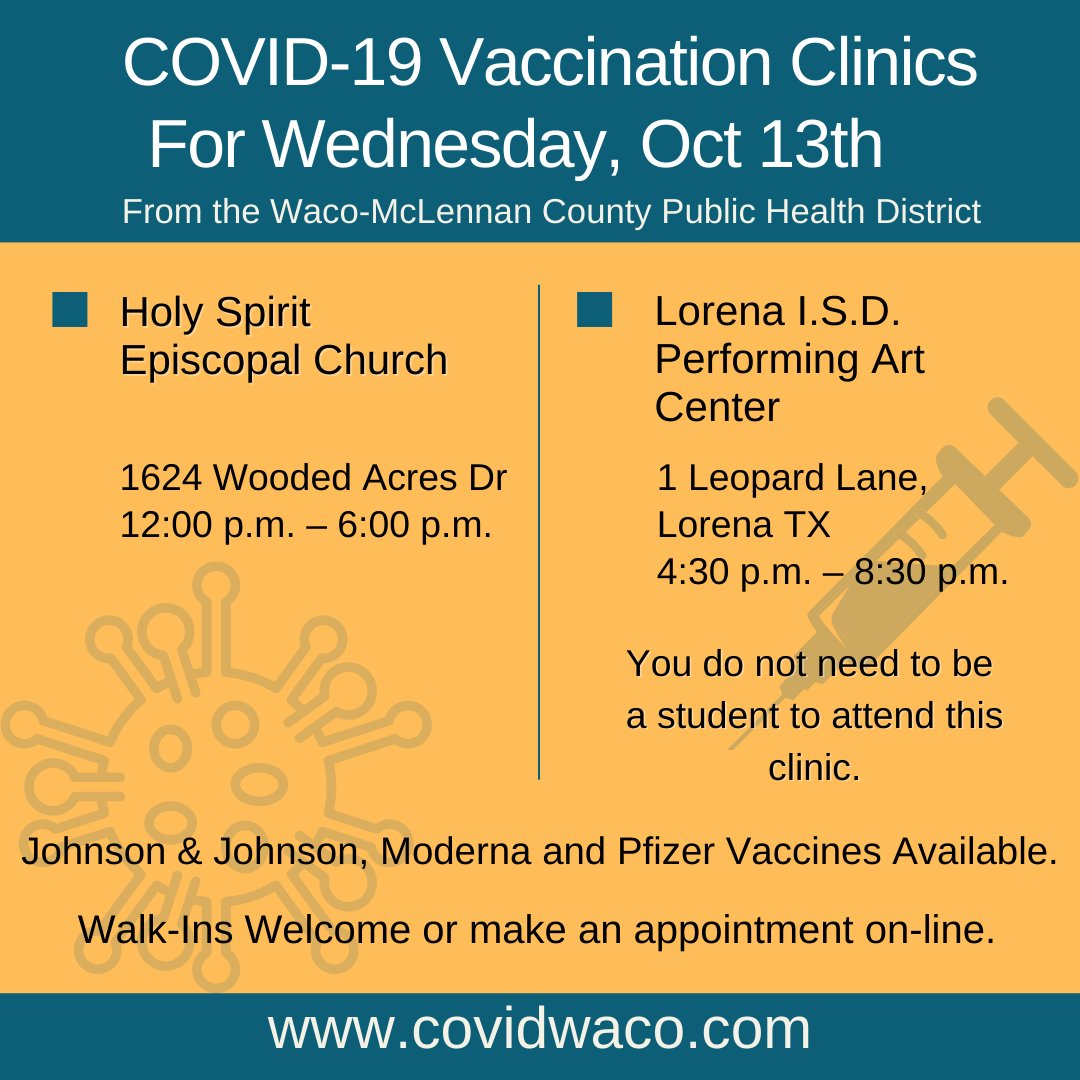 COVID-19 Vaccination Clinics
For Wednesday, Oct 13th
From the Waco-McLennan County Public Health District
Holy Spirit
Episcopal Church
1624 Wooded Acres Dr
12:00 p.m. – 6:00 p.m.
Lorena I.S.D.
Performing Art
Center
1 Leopard Lane,
Lorena TX
4:30 p.m. – 8:30 p.m.
You do not need to be
a student to attend this
clinic.
Johnson & Johnson, Moderna and Pfizer Vaccines Available.
Walk-Ins Welcome or make an appointment on-line.
www.covidwaco.com